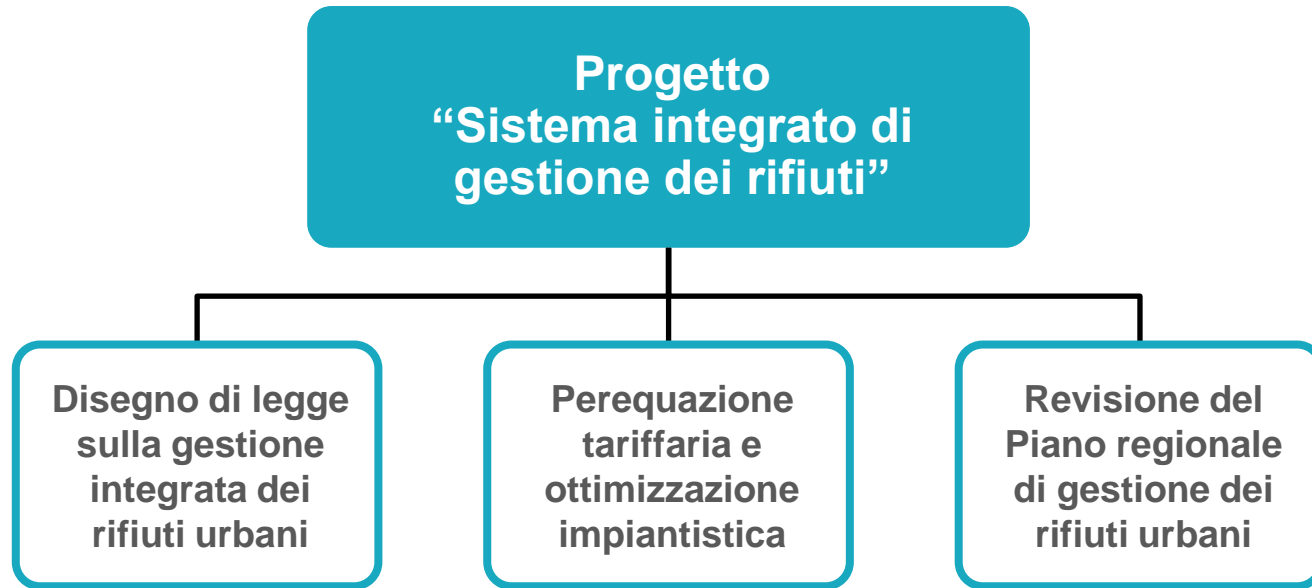 Progetto
“Sistema integrato di
gestione dei rifiuti”
Disegno di legge
sulla gestione
integrata dei
rifiuti urbani
Perequazione
tariffaria e
ottimizzazione
impiantistica
Revisione del
Piano regionale
di gestione dei
rifiuti urbani